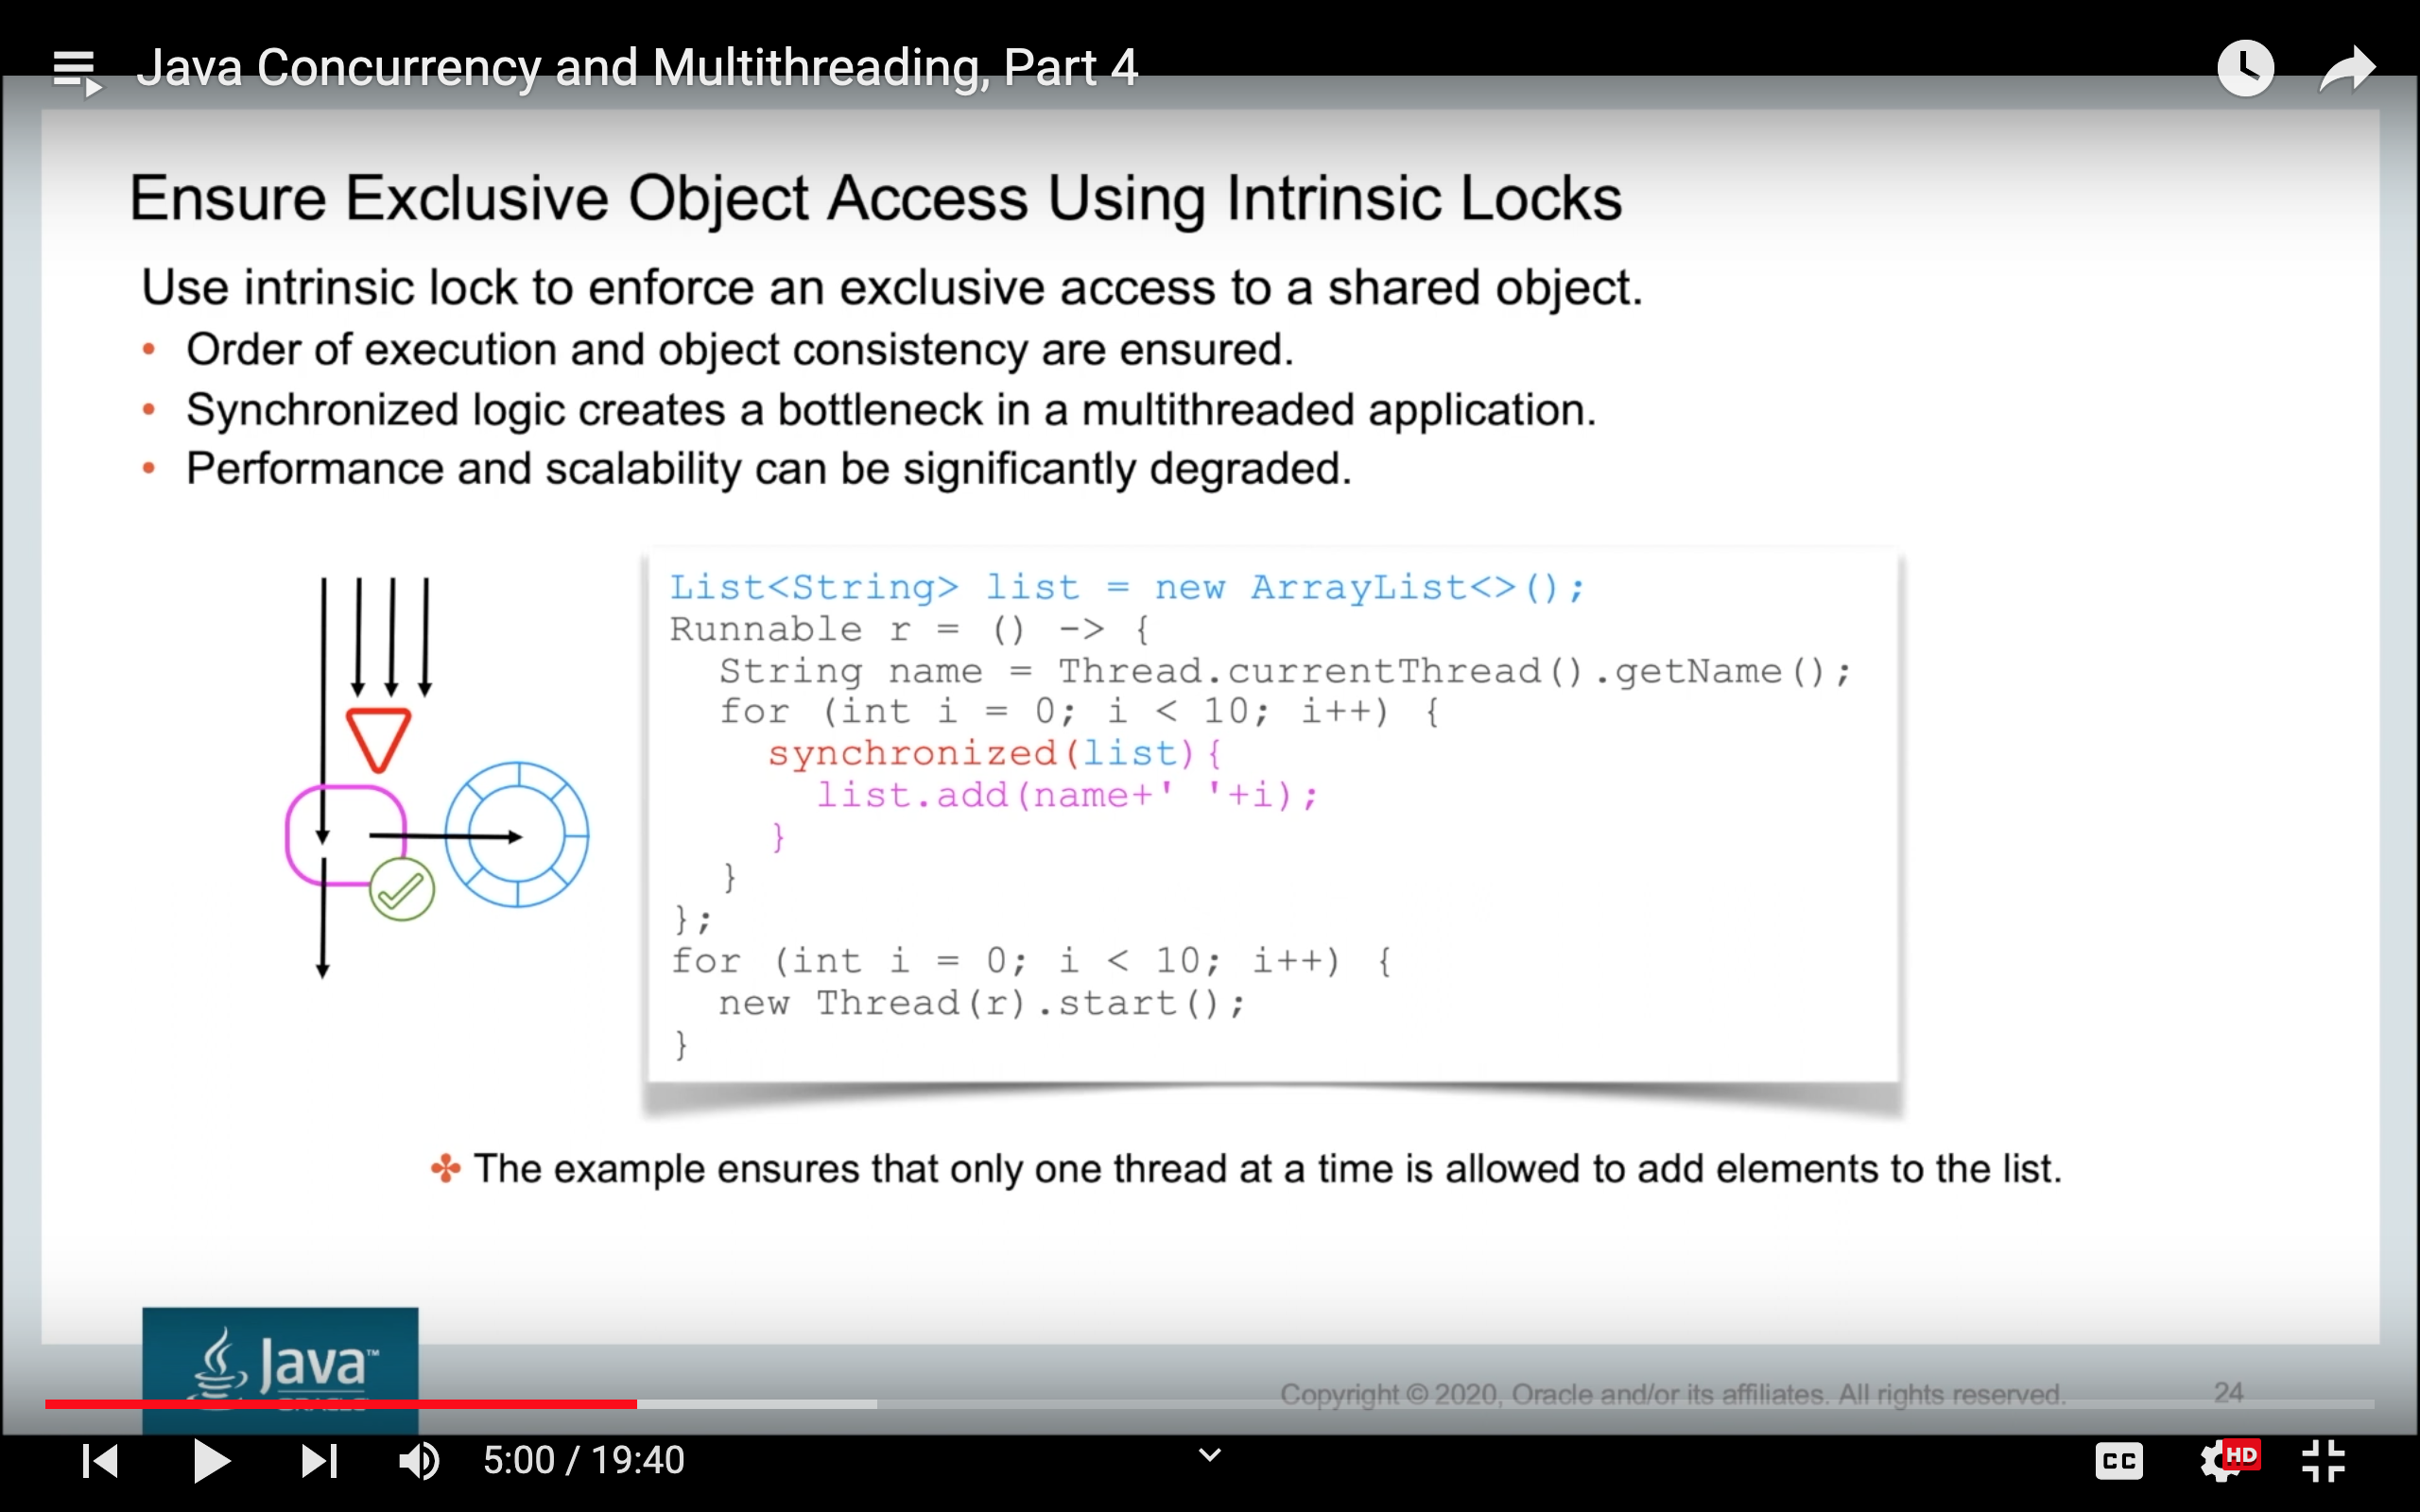 Java Concurrency and Multithreading, Part 4
Ensure Exclusive Object Access Using Intrinsic Locks
Use intrinsic lock to enforce an exclusive access to a shared object.
• Order of execution and object consistency are ensured.
• Synchronized logic creates a bottleneck in a multithreaded application.
• Performance and scalability can be significantly degraded.
List<String> list = new ArrayList<>();
Runnable r = () -> {
String name = Thread.currentThread().getName();
for (int i = 0; i < 10; i++) {
synchronized(list){
list.add(name+' '+i);
}
}
};
for (int i = 0; i < 10; i++) {
new Thread(r).start();
}
The example ensures that only one thread at a time is allowed to add elements to the list.
Java™
Copyright © 2020, Oracle and/or its affiliates. All rights reserved. 24
5:00 / 19:40
CC
HD